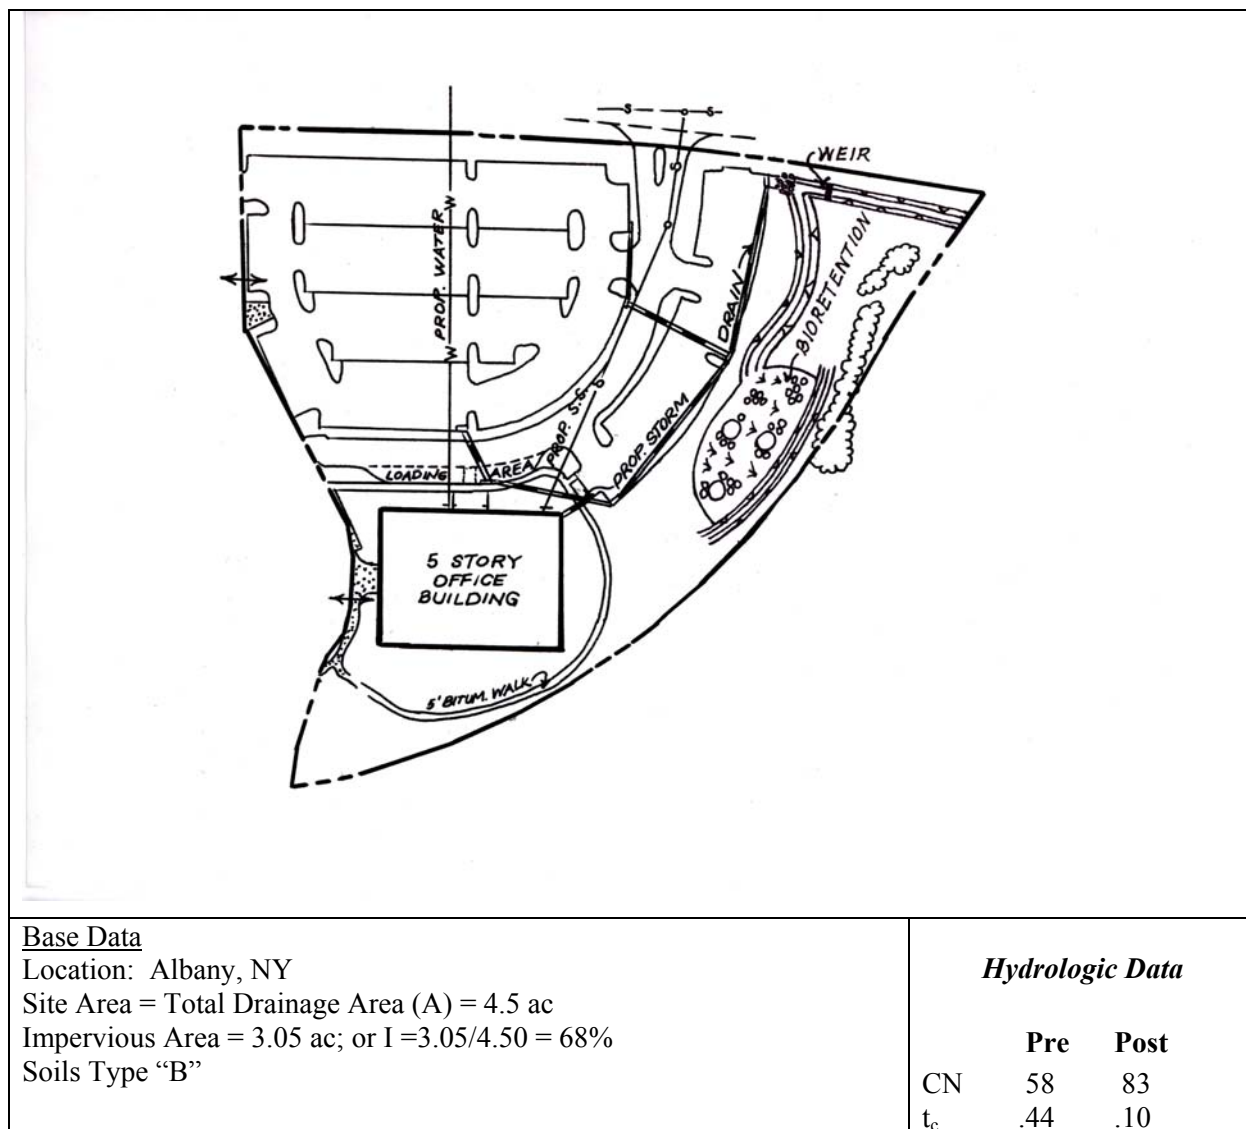 S S
WEIR
S
PROP. WATER
W
W
DRAIN
BIORETENTION
PROP. S.S.
PROP. STORM
LOADING AREA
5 STORY
OFFICE
BUILDING
5' BITUM. WALK
Base Data
Location: Albany, NY
Site Area = Total Drainage Area (A) = 4.5 ac
Impervious Area = 3.05 ac; or I =3.05/4.50 = 68%
Soils Type “B”
Hydrologic Data
Pre Post
CN 58 83
tc .44 .10